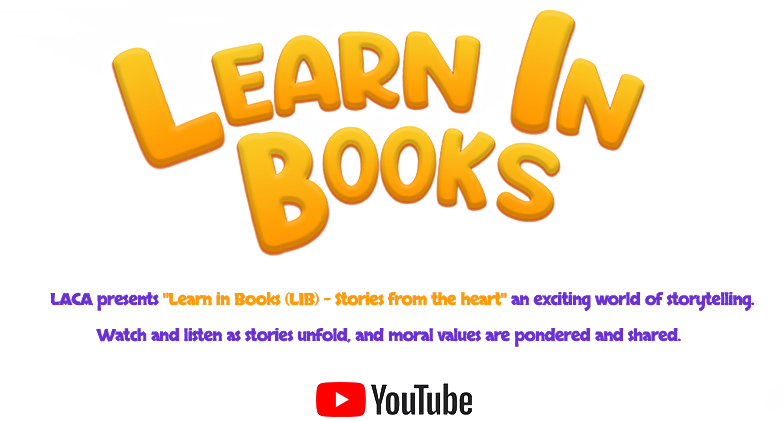 LEARN IN
BOOKS
LACA presents "Learn in Books (LIB) - Stories from the heart" an exciting world of storytelling.
Watch and listen as stories unfold, and moral values are pondered and shared.
YouTube